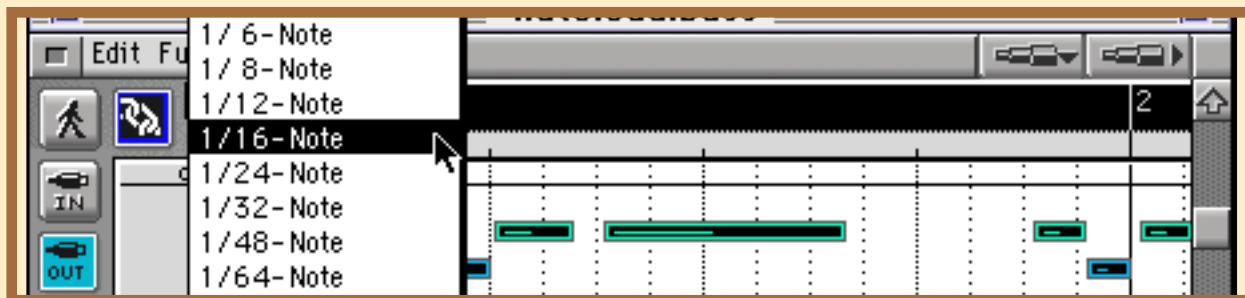 1/ 6-Note
Edit Fu
1/ 8-Note
1/12-Note
2
1/16-Note
1/24-Note
IN
1/32-Note
1/48-Note
OUT
1/64-Note